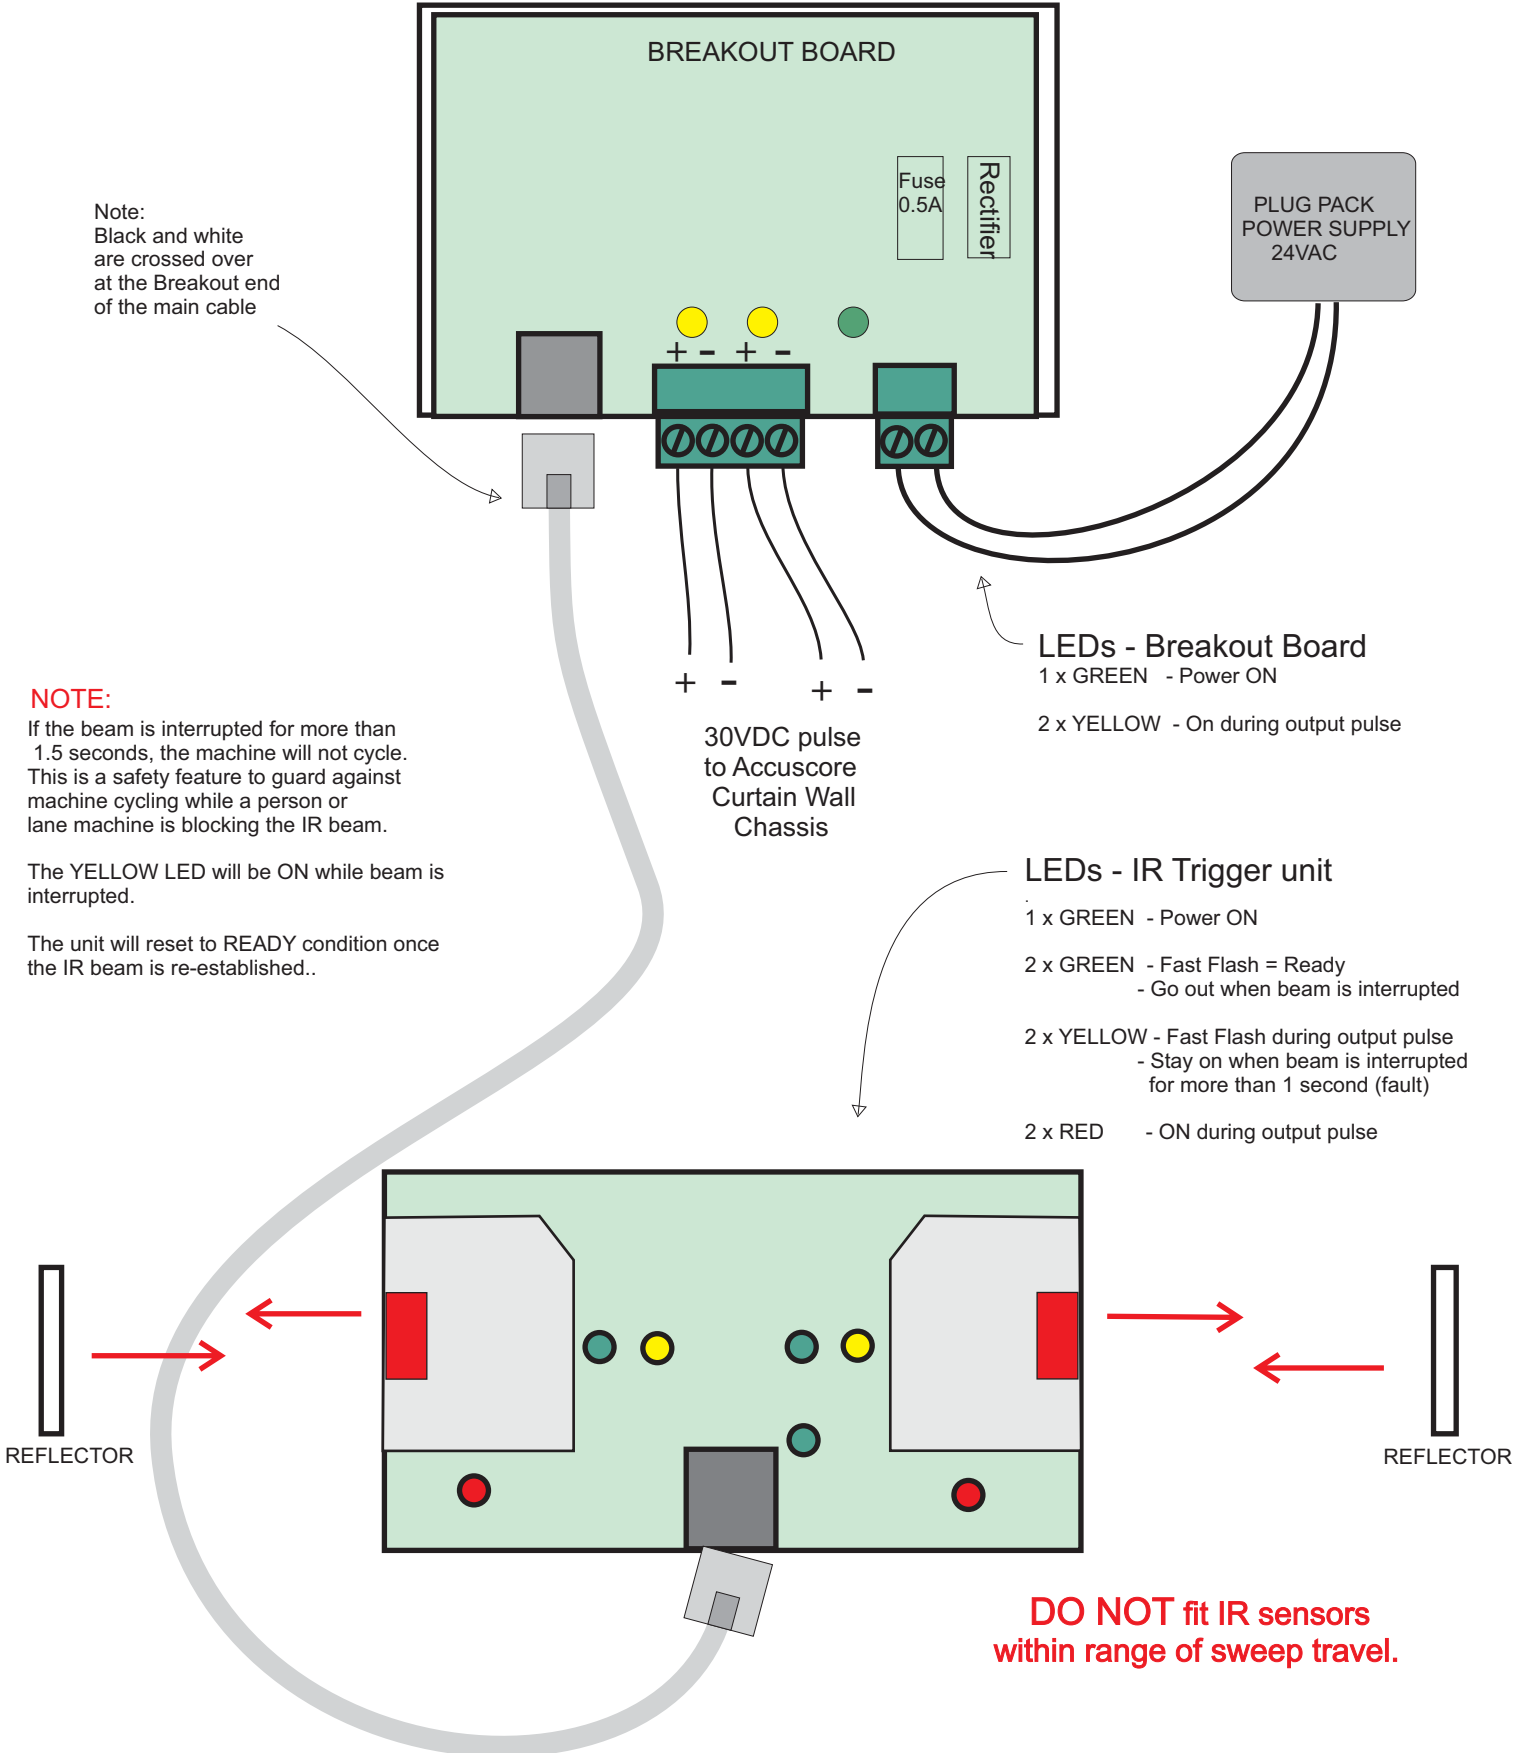 BREAKOUT BOARD
Fuse
0.5A
Rectifier
PLUG PACK
POWER SUPPLY
24VAC
Note:
Black and white
are crossed over
at the Breakout end
of the main cable
+ - + -
+ - + -
30VDC pulse
to Accuscore
Curtain Wall
Chassis
LEDs - Breakout Board
1 x GREEN - Power ON
2 x YELLOW - On during output pulse
NOTE:
If the beam is interrupted for more than
1.5 seconds, the machine will not cycle.
This is a safety feature to guard against
machine cycling while a person or
lane machine is blocking the IR beam.
The YELLOW LED will be ON while beam is
interrupted.
The unit will reset to READY condition once
the IR beam is re-established..
LEDs - IR Trigger unit
.
1 x GREEN - Power ON
2 x GREEN - Fast Flash = Ready
- Go out when beam is interrupted
2 x YELLOW - Fast Flash during output pulse
- Stay on when beam is interrupted
for more than 1 second (fault)
2 x RED - ON during output pulse
REFLECTOR
REFLECTOR
DO NOT fit IR sensors
within range of sweep travel.